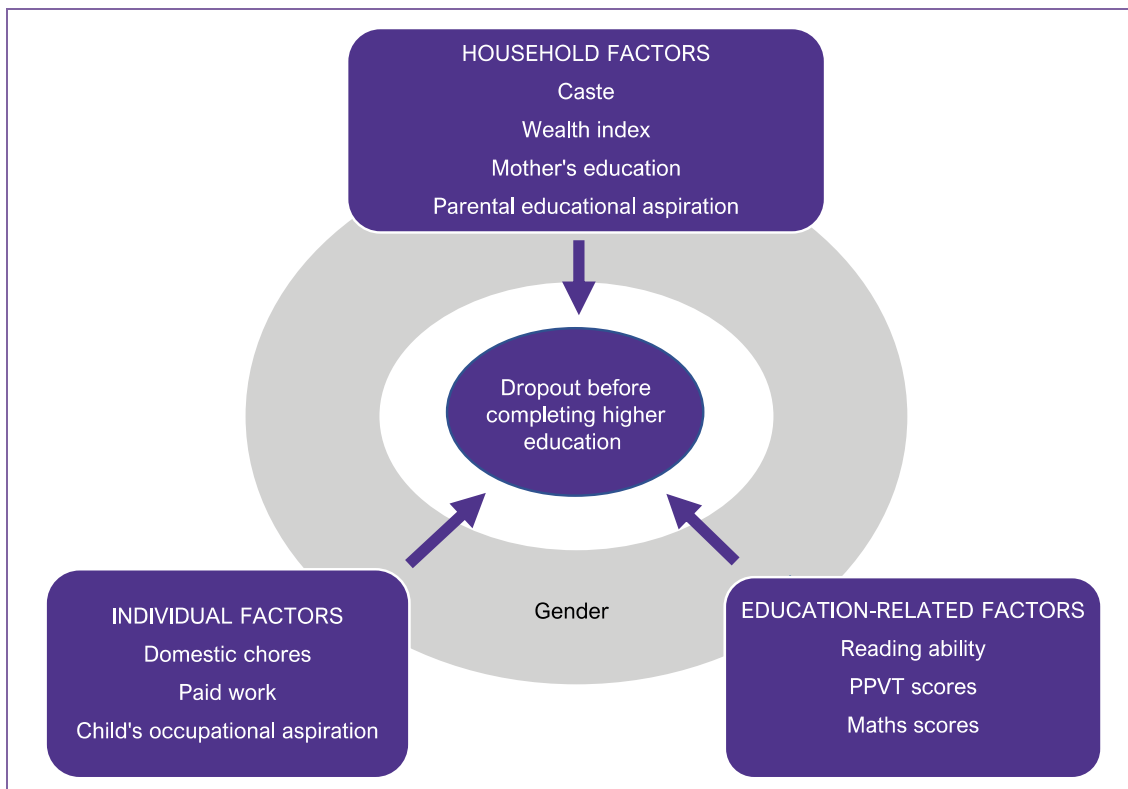 HOUSEHOLD FACTORS
Caste
Wealth index
Mother's education
Parental educational aspiration
Dropout before
completing higher
education
INDIVIDUAL FACTORS
Domestic chores
Paid work
Child's occupational aspiration
Gender
EDUCATION-RELATED FACTORS
Reading ability
PPVT scores
Maths scores